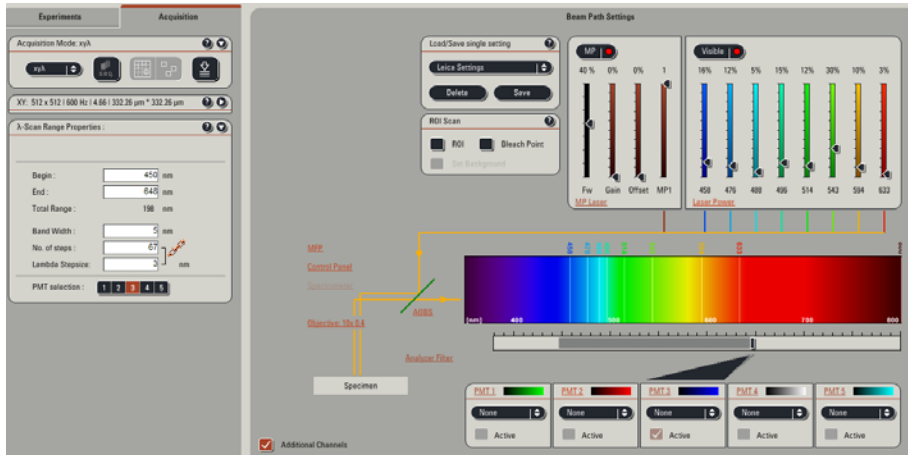 Experiments
Acquisition
Beam Path Settings
Acquisition Mode: xyλ
xyλ
SEQ
XY: 512 x 512 | 600 Hz | 4.66 | 332.26 µm * 332.26 µm
λ-Scan Range Properties :
Begin : 450 nm
End : 648 nm
Total Range : 198 nm
Band Width : 5 nm
No. of steps : 67
Lambda Stepsize: 3 nm
PMT selection : 1 2 3 4 5
Load/Save single setting
Leica Settings
Delete Save
ROI Scan
ROI Bleach Point
Set Background
MP
40 % 0% 0% 1
Fw Gain Offset MP1
MP Laser
Visible
16% 12% 5% 15% 12% 30% 10% 3%
458 476 488 496 514 543 594 633
Laser Power
MFP
Control Panel
Spectrometer
AOBS
Objective: 10x 0.4
Analyzer Filter
Specimen
[nm] 400 500 600 700 800
PMT 1 PMT 2 PMT 3 PMT 4 PMT 5
None None None None None
Active Active Active Active Active
Additional Channels